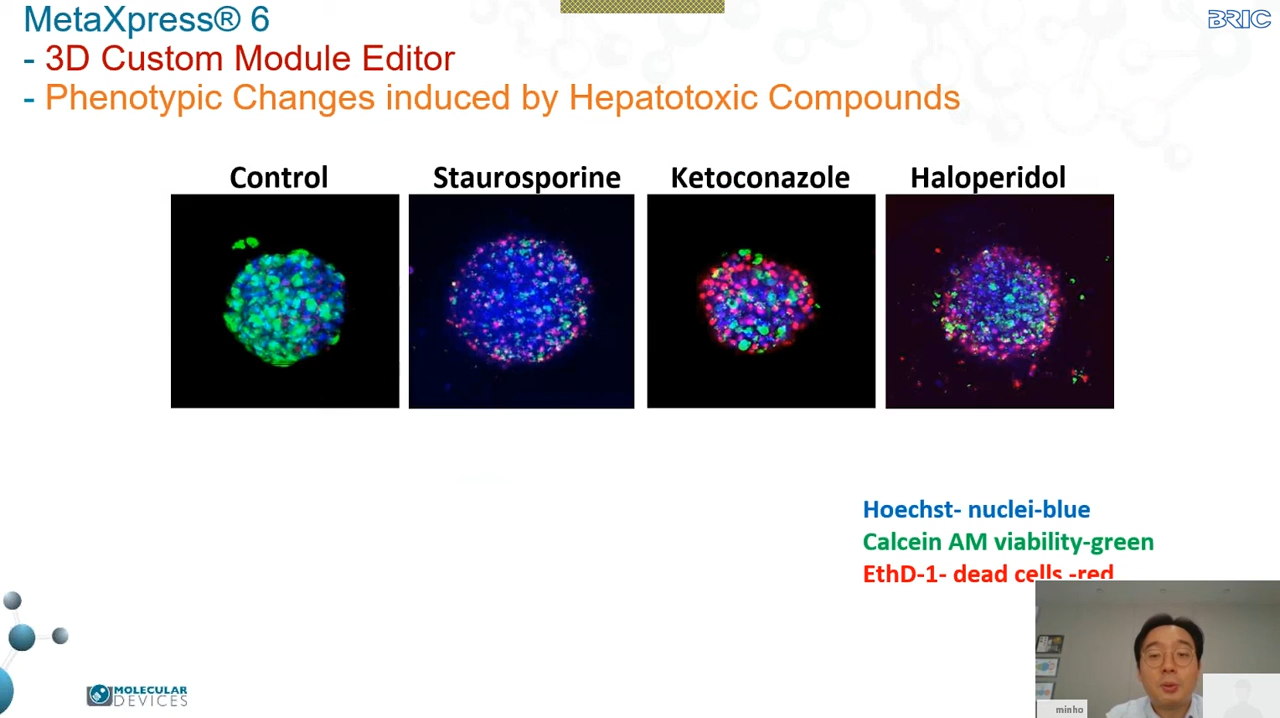 MetaXpress® 6
BRIC
- 3D Custom Module Editor
- Phenotypic Changes induced by Hepatotoxic Compounds
Control
Staurosporine
Ketoconazole
Haloperidol
Hoechst- nuclei-blue
Calcein AM viability-green
EthD-1- dead cells -red
minho
MOLECULAR
DEVICES